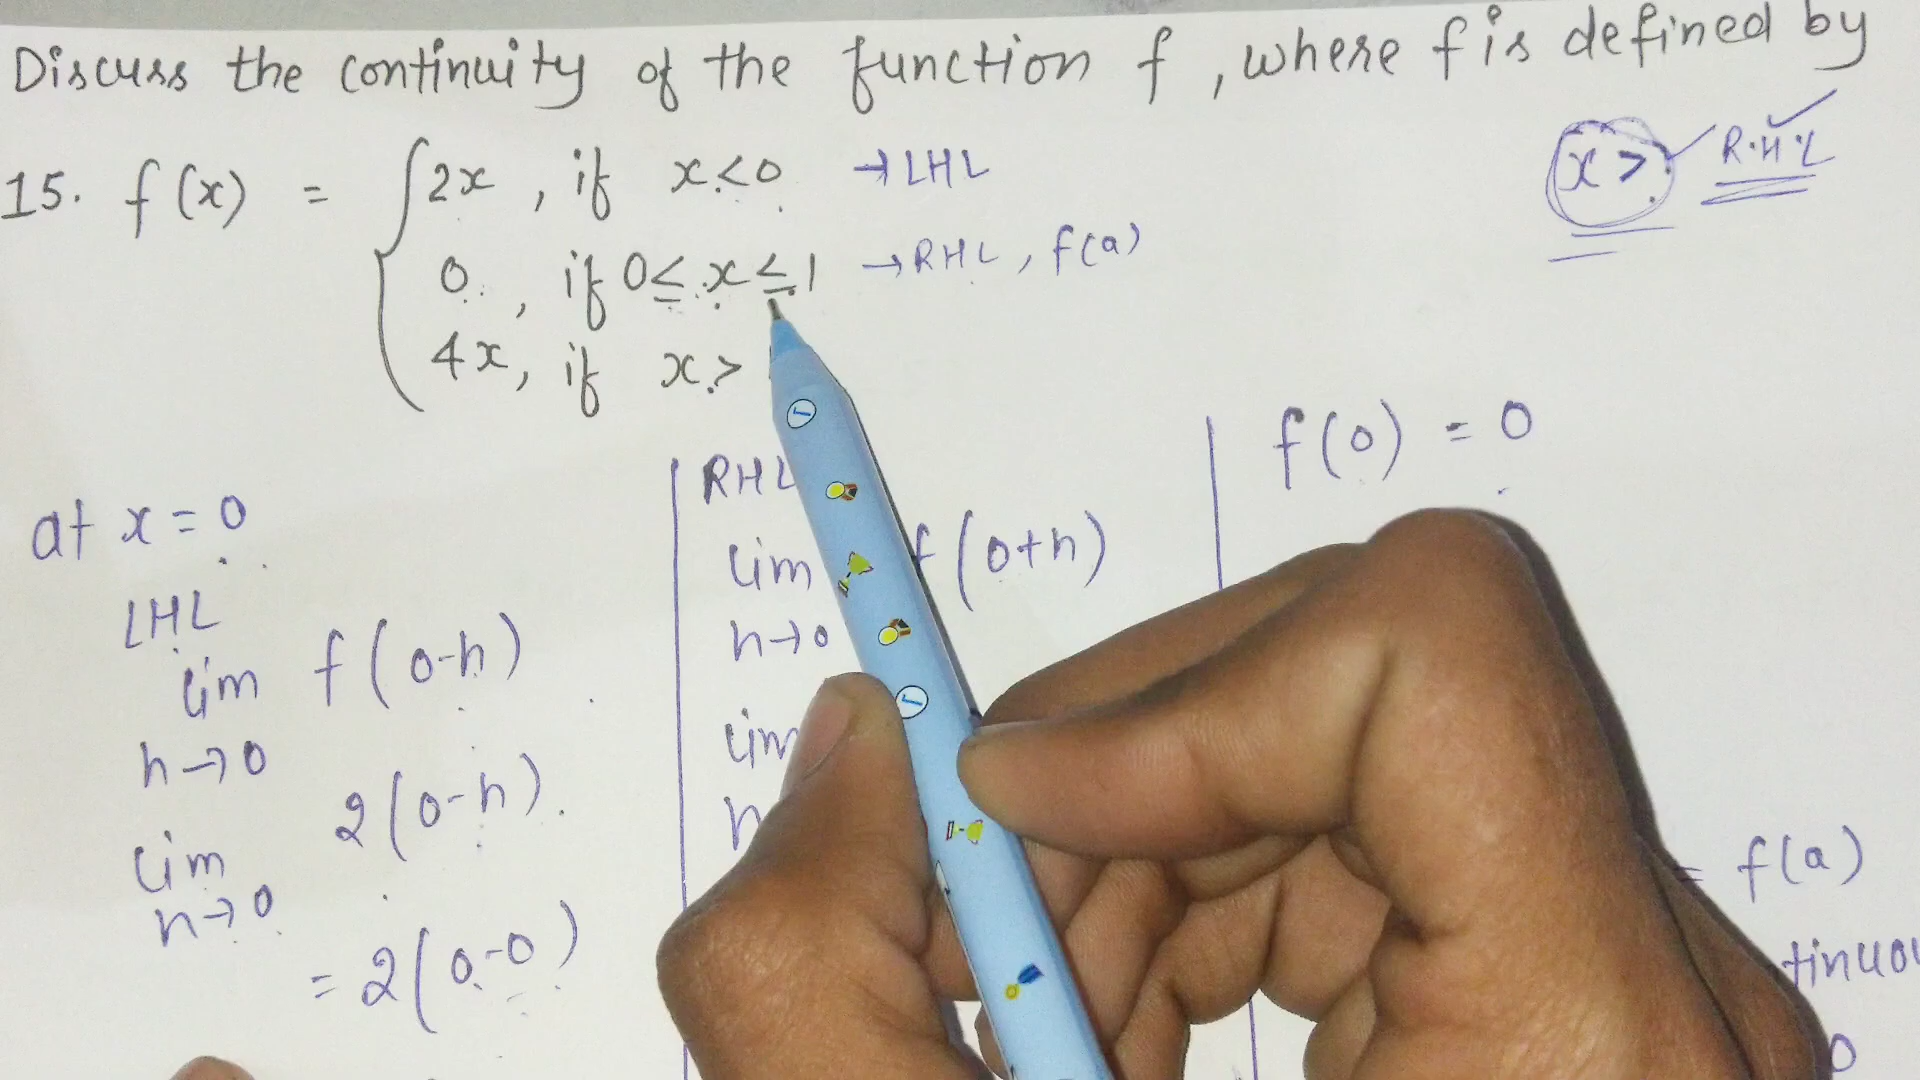 Discuss the continuity of the function f, where f is defined by
15. f(x) = { 2x, if x<0 → LHL
0, if 0≤x≤1 → RHL, f(a)
4x, if x>
x> R.H.L
at x = 0
LHL
lim f(0-h)
h→0
lim 2(0-h).
h→0
= 2(0-0)
RHL
lim f(0+h)
h→0
lim
h
f(0) = 0
= f(a)
0